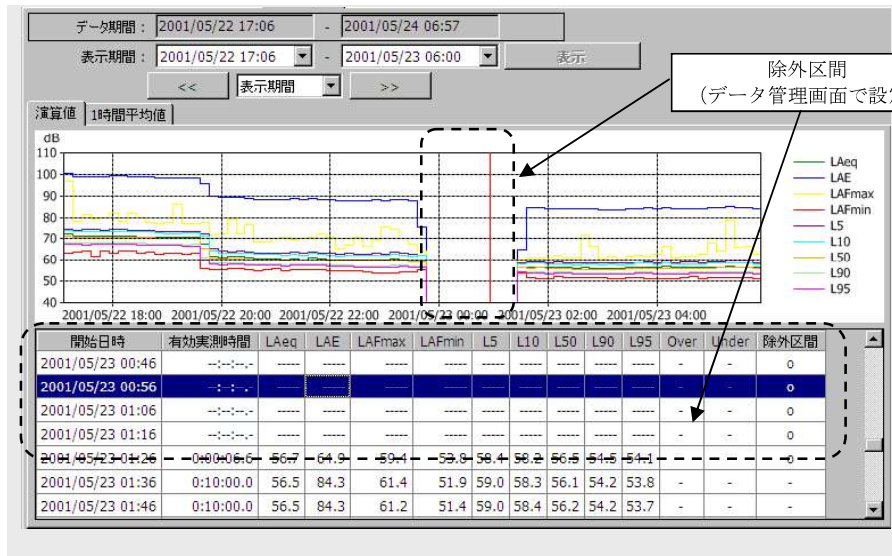 データ期間： 2001/05/22 17:06 - 2001/05/24 06:57
表示期間： 2001/05/22 17:06 - 2001/05/23 06:00 表示
<< 表示期間 >>
除外区間
（データ管理画面で設
演算値 1時間平均値
dB
110
100
90
80
70
60
50
40
LAeq
LAE
LAFmax
LAFmin
L5
L10
L50
L90
L95
2001/05/22 18:00 2001/05/22 20:00 2001/05/22 22:00 2001/05/23 00:00 2001/05/23 02:00 2001/05/23 04:00
開始日時 有効実測時間 LAeq LAE LAFmax LAFmin L5 L10 L50 L90 L95 Over Under 除外区間
2001/05/23 00:46 --:--:--.- ----- ----- ----- ----- ----- ----- ----- ----- ----- - - o
2001/05/23 00:56 --:--:--.- ----- ----- ----- ----- ----- ----- ----- ----- ----- - - o
2001/05/23 01:06 --:--:--.- ----- ----- ----- ----- ----- ----- ----- ----- ----- - - o
2001/05/23 01:16 --:--:--.- ----- ----- ----- ----- ----- ----- ----- ----- ----- - - o
2001/05/23 01:26 0:00:06.6 56.7 64.9 59.4 53.8 58.4 58.2 56.5 54.5 54.1 - - o
2001/05/23 01:36 0:10:00.0 56.5 84.3 61.4 51.9 59.0 58.3 56.1 54.2 53.8 - - -
2001/05/23 01:46 0:10:00.0 56.5 84.3 61.2 51.4 59.0 58.4 56.2 54.2 53.7 - - -